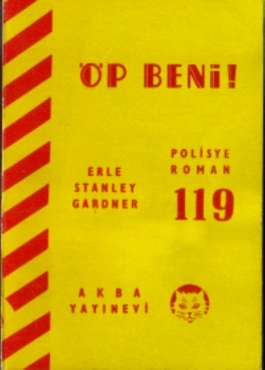 ÖP BENİ!
ERLE
STANLEY
GARDNER
POLİSYE
ROMAN
119
AKBA
YAYINEVİ